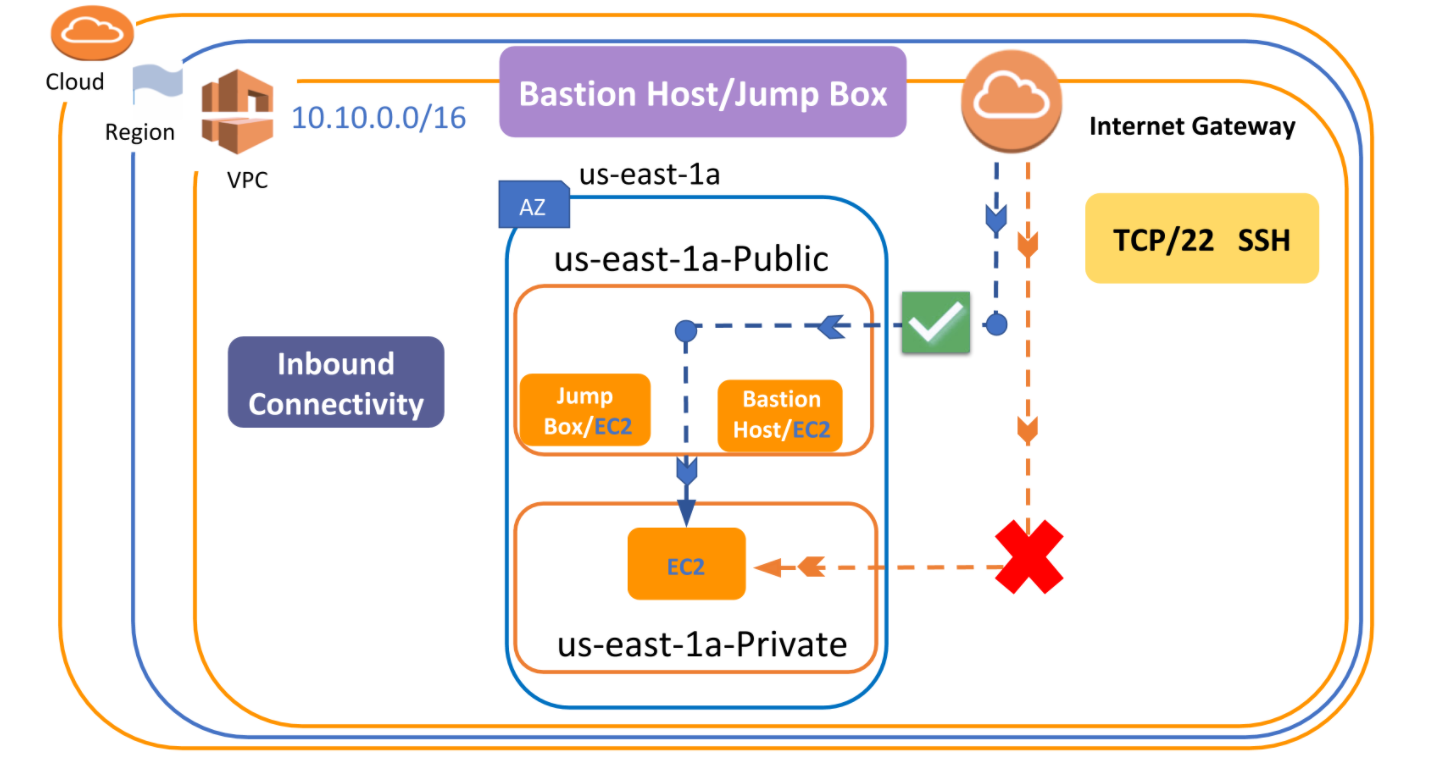 Cloud
Region
VPC
10.10.0.0/16
Bastion Host/Jump Box
Internet Gateway
TCP/22 SSH
us-east-1a
AZ
us-east-1a-Public
Inbound
Connectivity
Jump
Box/EC2
Bastion
Host/EC2
EC2
us-east-1a-Private